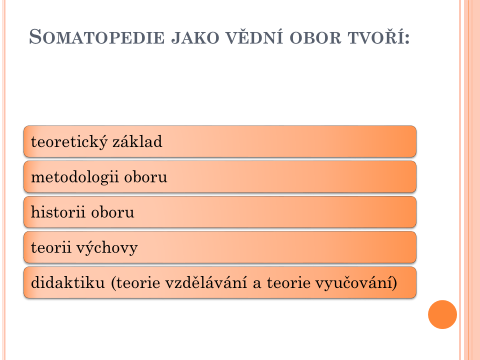 Somatopedie jako vědní obor tvoří:
teoretický základ
metodologii oboru
historii oboru
teorii výchovy
didaktiku (teorie vzdělávání a teorie vyučování)